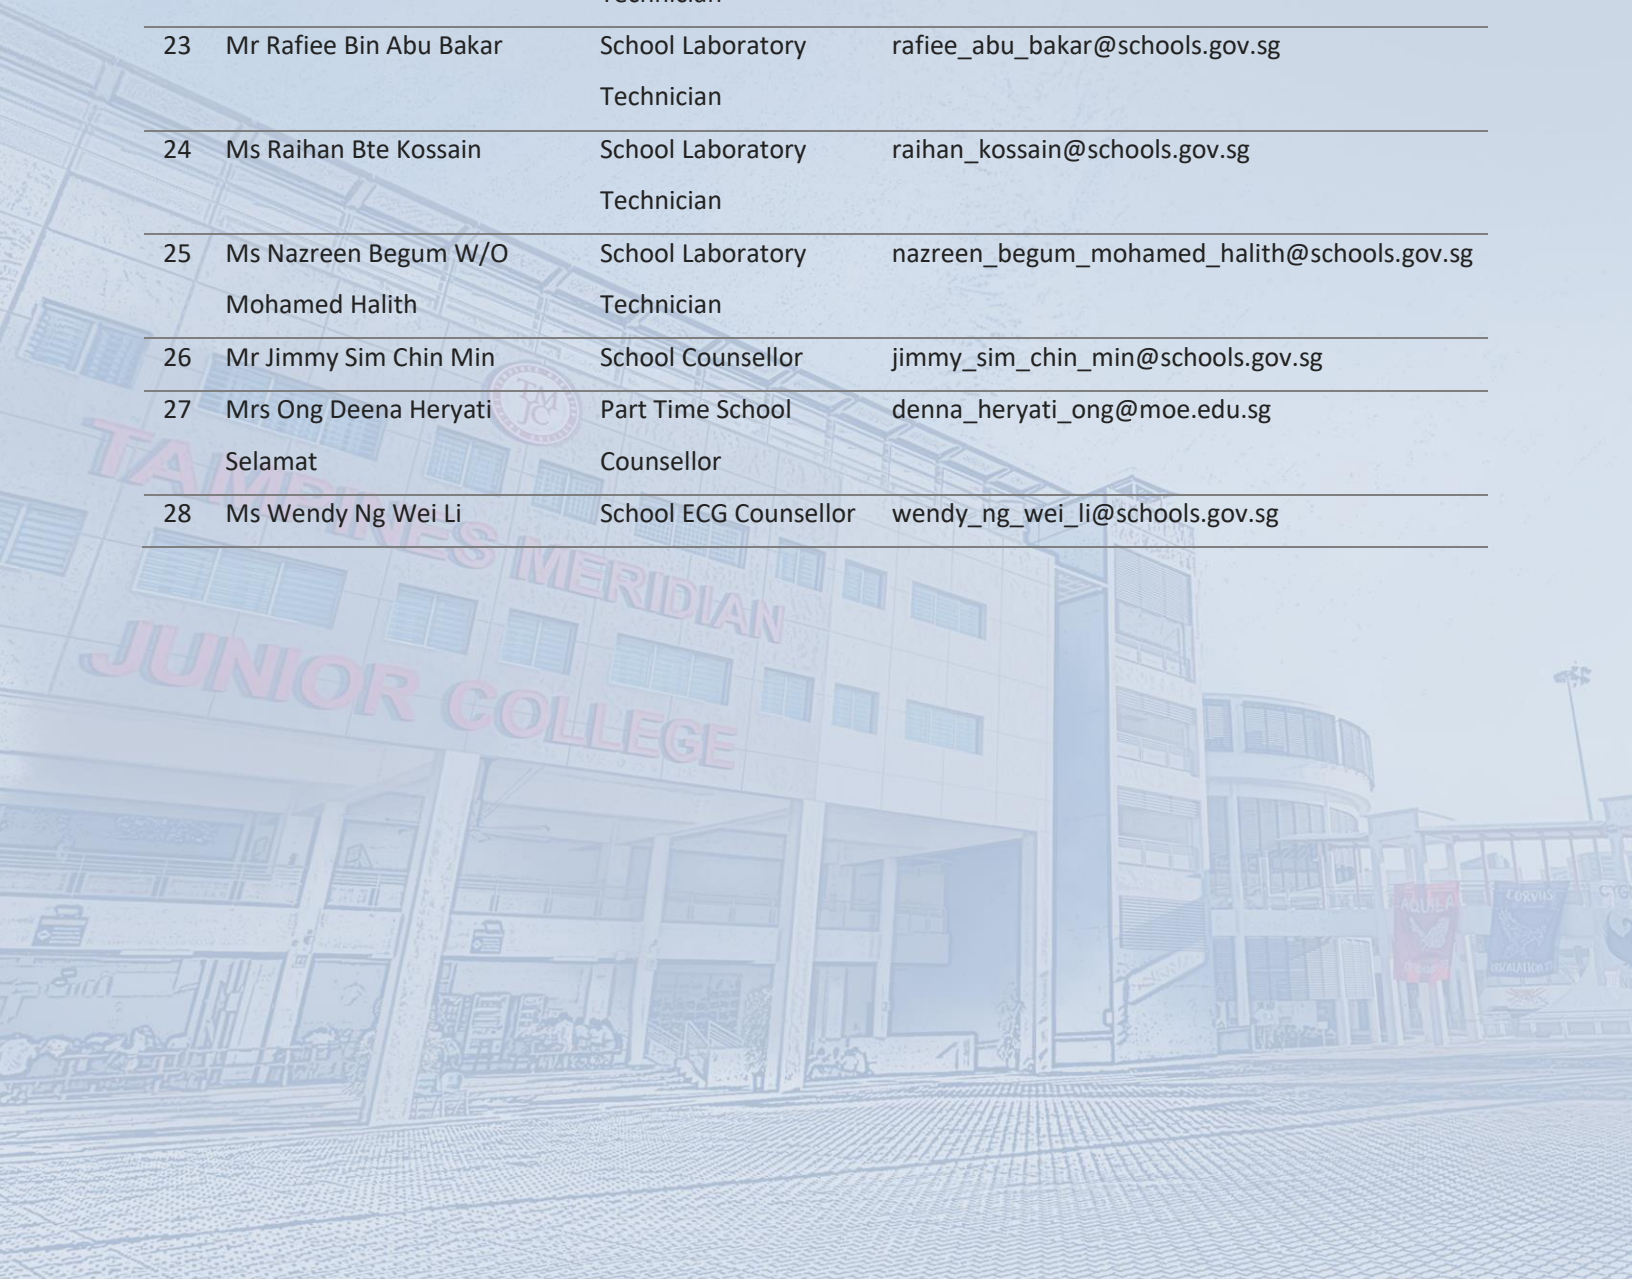 Technician
23 Mr Rafiee Bin Abu Bakar School Laboratory rafiee_abu_bakar@schools.gov.sg
Technician
24 Ms Raihan Bte Kossain School Laboratory raihan_kossain@schools.gov.sg
Technician
25 Ms Nazreen Begum W/O School Laboratory nazreen_begum_mohamed_halith@schools.gov.sg
Mohamed Halith Technician
26 Mr Jimmy Sim Chin Min School Counsellor jimmy_sim_chin_min@schools.gov.sg
27 Mrs Ong Deena Heryati Part Time School denna_heryati_ong@moe.edu.sg
Selamat Counsellor
28 Ms Wendy Ng Wei Li School ECG Counsellor wendy_ng_wei_li@schools.gov.sg
TMJC
TAMPINES MERIDIAN
JUNIOR COLLEGE
AQUILA
CORVUS